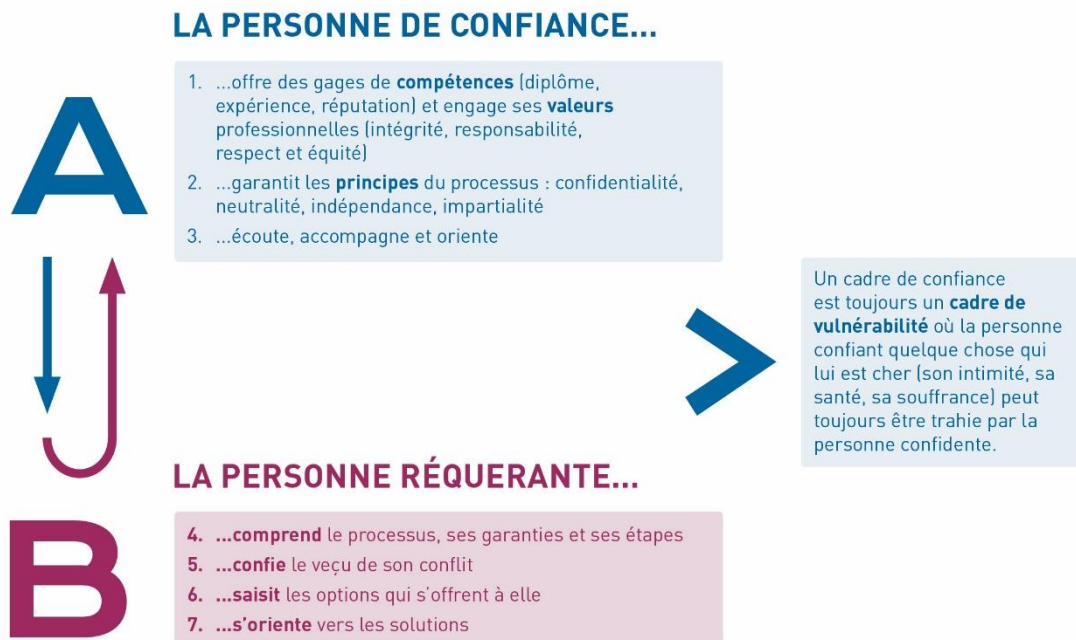 LA PERSONNE DE CONFIANCE...
A
1. ...offre des gages de compétences (diplôme,
expérience, réputation) et engage ses valeurs
professionnelles (intégrité, responsabilité,
respect et équité)
2. ...garantit les principes du processus : confidentialité,
neutralité, indépendance, impartialité
3. ...écoute, accompagne et oriente
Un cadre de confiance
est toujours un cadre de
vulnérabilité où la personne
confiant quelque chose qui
lui est cher (son intimité, sa
santé, sa souffrance) peut
toujours être trahie par la
personne confidente.
LA PERSONNE RÉQUERANTE...
B
4. ...comprend le processus, ses garanties et ses étapes
5. ...confie le veçu de son conflit
6. ...saisit les options qui s'offrent à elle
7. ...s'oriente vers les solutions